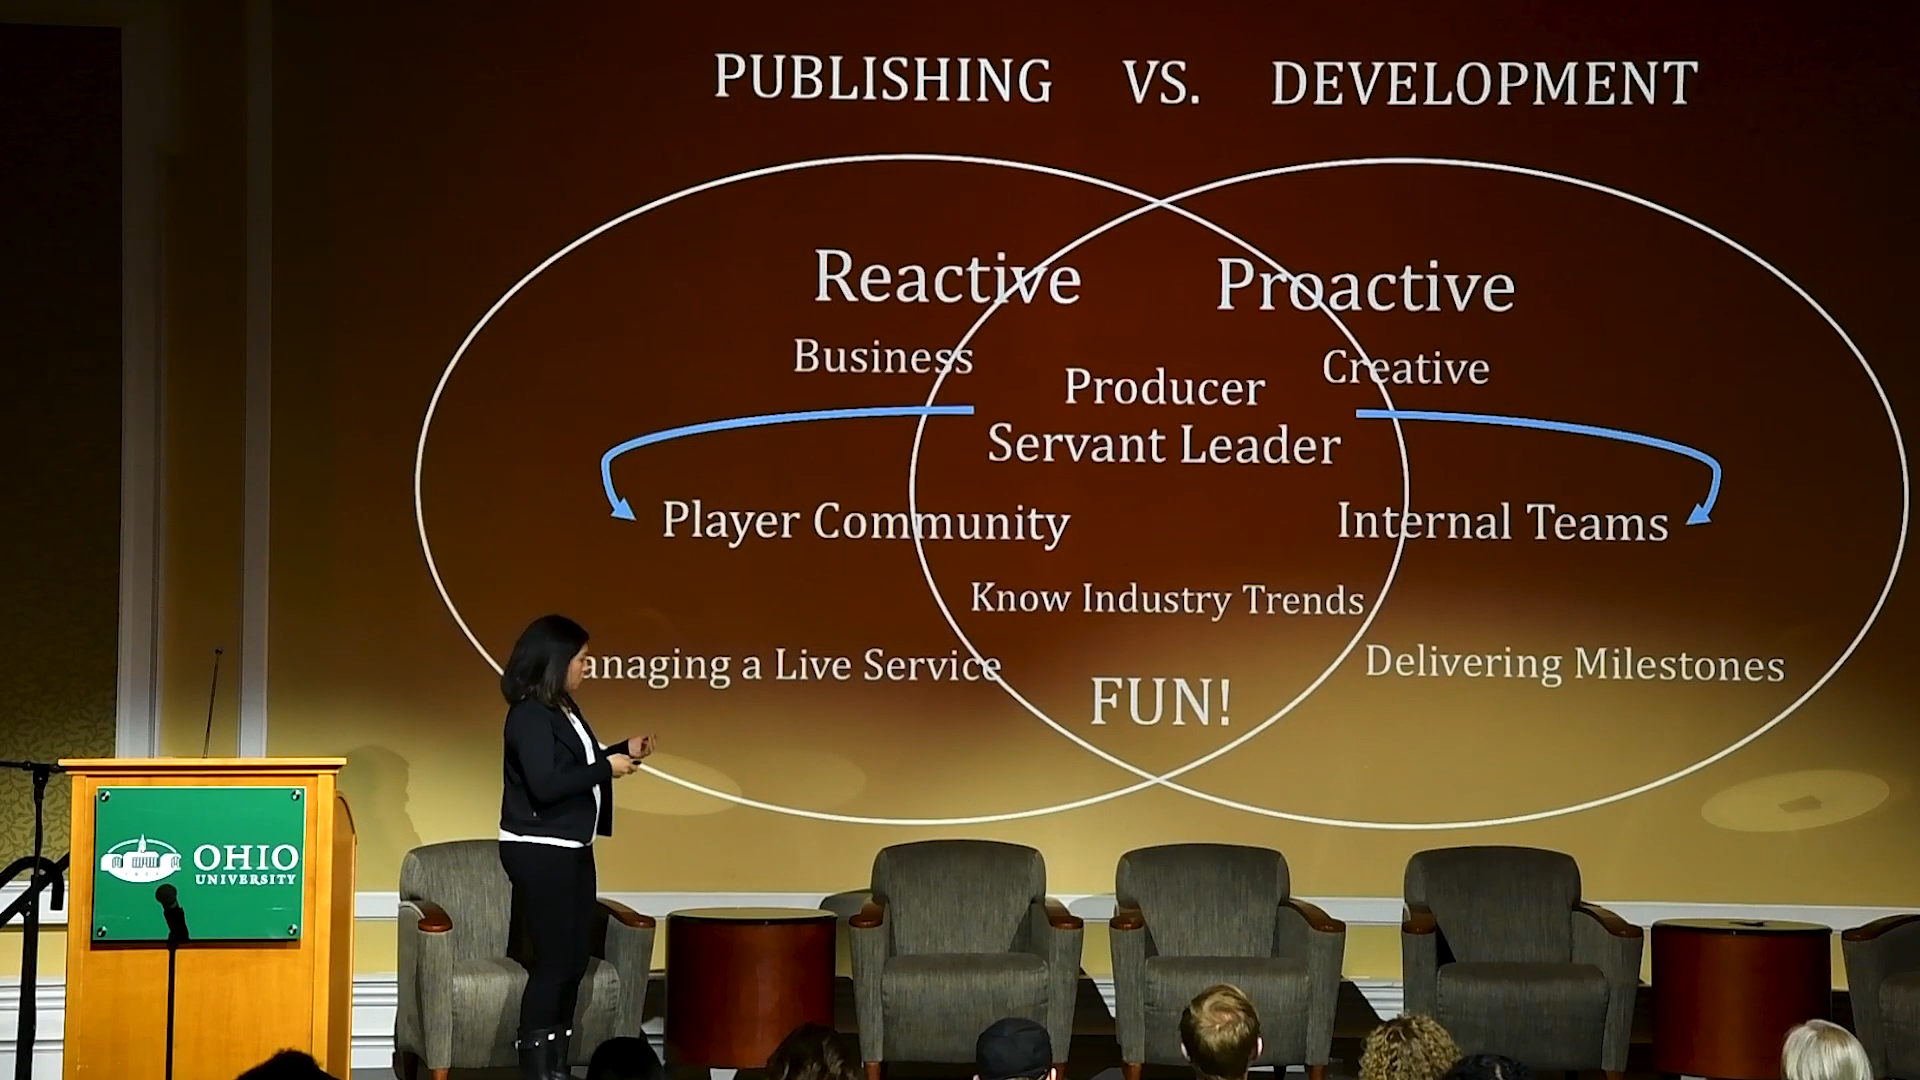 PUBLISHING VS. DEVELOPMENT
Reactive
Proactive
Business
Creative
Producer
Servant Leader
Player Community
Internal Teams
Know Industry Trends
anaging a Live Service
Delivering Milestones
FUN!
OHIO
UNIVERSITY